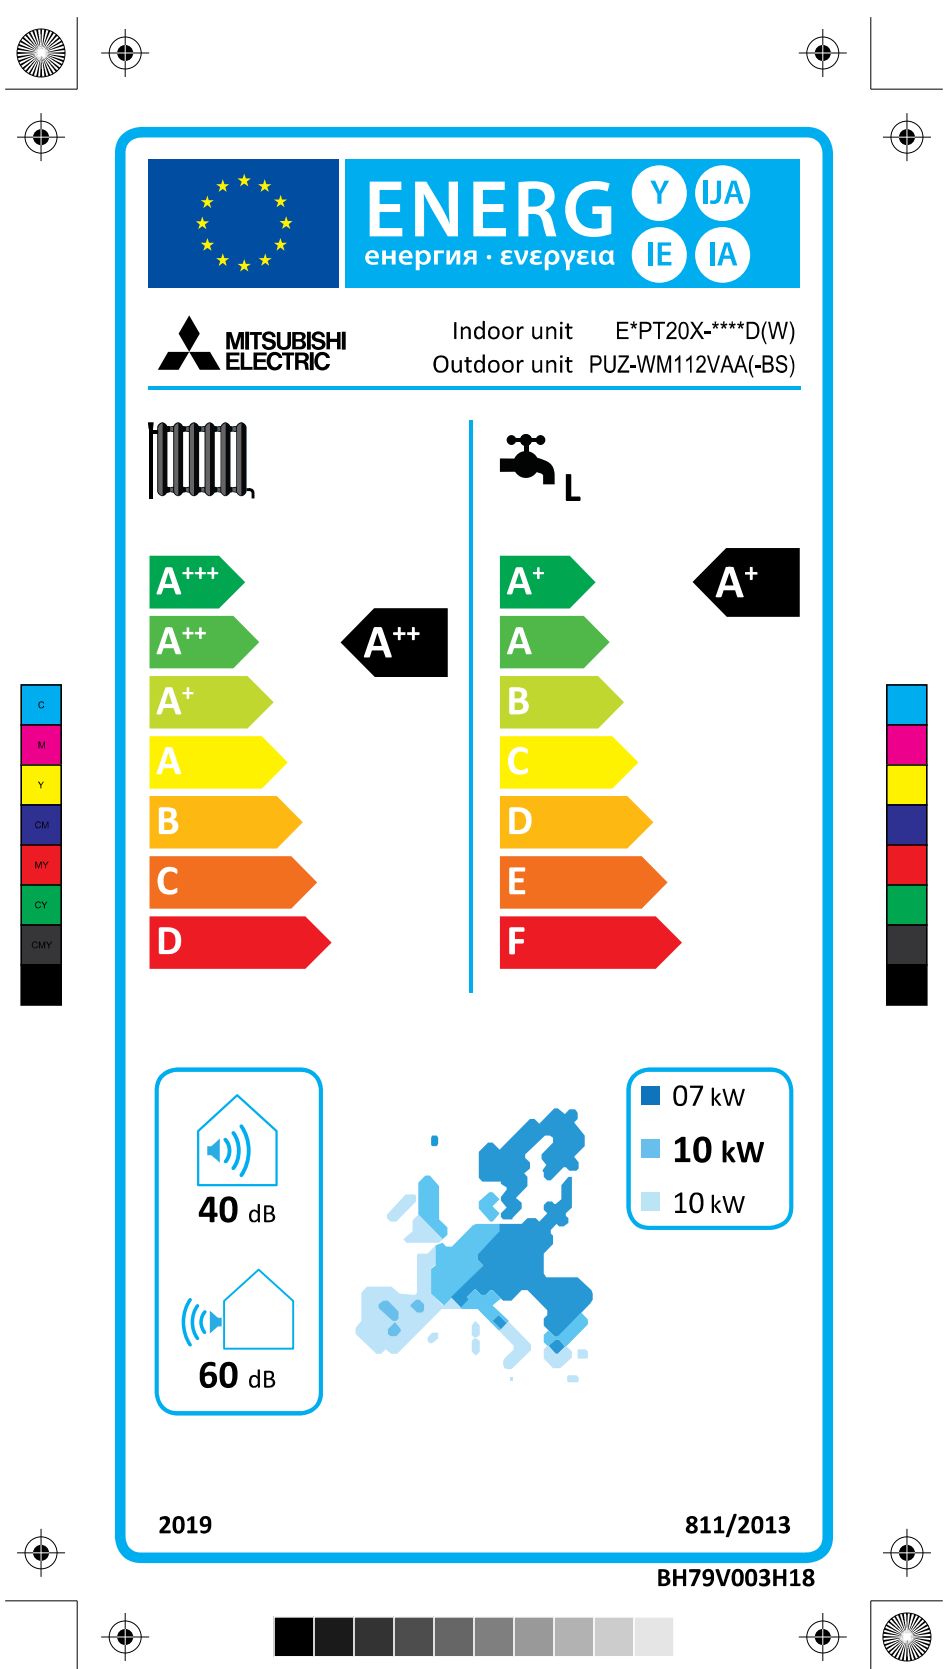 ENERG Y IJA
енергия · ενεργεια IE IA
MITSUBISHI
ELECTRIC
Indoor unit E*PT20X-****D(W)
Outdoor unit PUZ-WM112VAA(-BS)
L
A+++
A++
A+
A
B
C
D
A++
A+
A
B
C
D
E
F
A+
C
M
Y
CM
MY
CY
CMY
40 dB
60 dB
07 kW
10 kW
10 kW
2019
811/2013
BH79V003H18